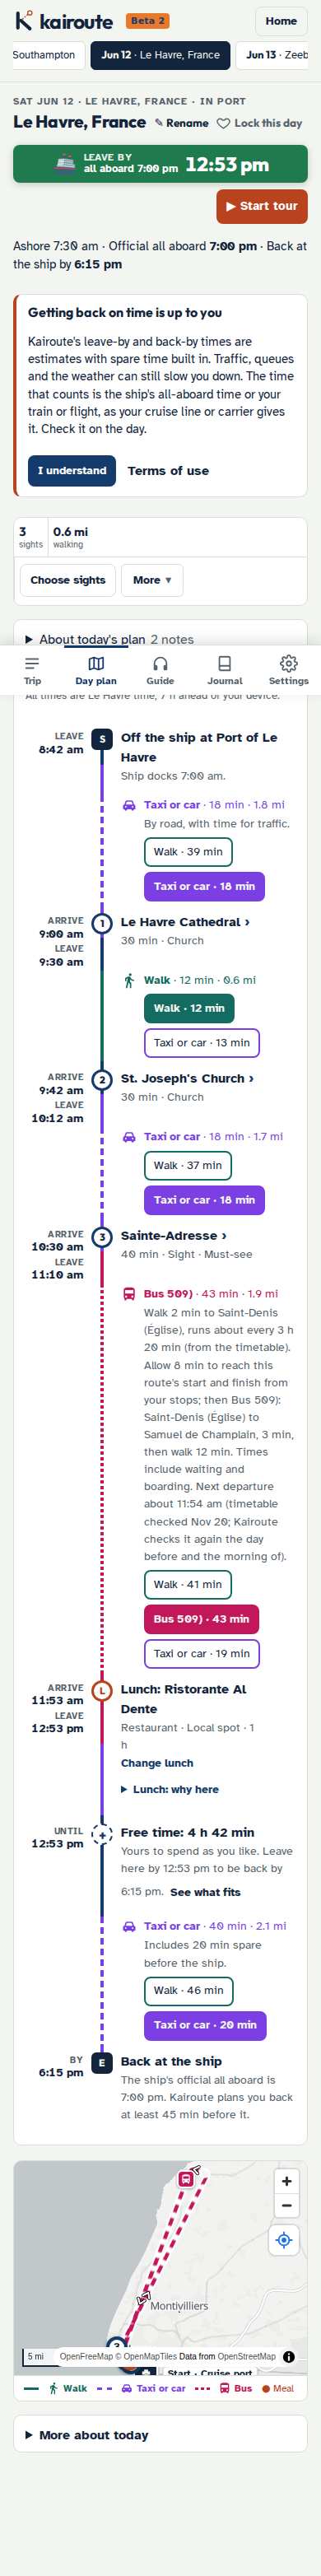 kairoute Beta 2 Home
Southampton Jun 12 · Le Havre, France Jun 13 · Zeeb
SAT JUN 12 · LE HAVRE, FRANCE · IN PORT
Le Havre, France ✎ Rename Lock this day
LEAVE BY
all aboard 7:00 pm 12:53 pm
▶ Start tour
Ashore 7:30 am · Official all aboard 7:00 pm · Back at
the ship by 6:15 pm
Getting back on time is up to you
Kairoute's leave-by and back-by times are
estimates with spare time built in. Traffic, queues
and the weather can still slow you down. The time
that counts is the ship's all-aboard time or your
train or flight, as your cruise line or carrier gives
it. Check it on the day.
I understand Terms of use
3 0.6 mi
sights walking
Choose sights More ▼
▶ About today's plan 2 notes
Trip Day plan Guide Journal Settings
All times are Le Havre time, 7 h ahead of your device.
LEAVE
8:42 am
S
Off the ship at Port of Le
Havre
Ship docks 7:00 am.
Taxi or car · 18 min · 1.8 mi
By road, with time for traffic.
Walk · 39 min
Taxi or car · 18 min
ARRIVE
9:00 am
LEAVE
9:30 am
1
Le Havre Cathedral ›
30 min · Church
Walk · 12 min · 0.6 mi
Walk · 12 min
Taxi or car · 13 min
ARRIVE
9:42 am
LEAVE
10:12 am
2
St. Joseph's Church ›
30 min · Church
Taxi or car · 18 min · 1.7 mi
Walk · 37 min
Taxi or car · 18 min
ARRIVE
10:30 am
LEAVE
11:10 am
3
Sainte-Adresse ›
40 min · Sight · Must-see
Bus 509) · 43 min · 1.9 mi
Walk 2 min to Saint-Denis
(Église), runs about every 3 h
20 min (from the timetable).
Allow 8 min to reach this
route's start and finish from
your stops; then Bus 509):
Saint-Denis (Église) to
Samuel de Champlain, 3 min,
then walk 12 min. Times
include waiting and
boarding. Next departure
about 11:54 am (timetable
checked Nov 20; Kairoute
checks it again the day
before and the morning of).
Walk · 41 min
Bus 509) · 43 min
Taxi or car · 19 min
ARRIVE
11:53 am
LEAVE
12:53 pm
L
Lunch: Ristorante Al
Dente
Restaurant · Local spot · 1
h
Change lunch
▶ Lunch: why here
UNTIL
12:53 pm
+
Free time: 4 h 42 min
Yours to spend as you like. Leave
here by 12:53 pm to be back by
6:15 pm. See what fits
Taxi or car · 40 min · 2.1 mi
Includes 20 min spare
before the ship.
Walk · 46 min
Taxi or car · 20 min
BY
6:15 pm
E
Back at the ship
The ship's official all aboard is
7:00 pm. Kairoute plans you back
at least 45 min before it.
+
−
Montivilliers
3
5 mi OpenFreeMap © OpenMapTiles Data from OpenStreetMap
Start · Cruise port
Walk Taxi or car Bus Meal
▶ More about today